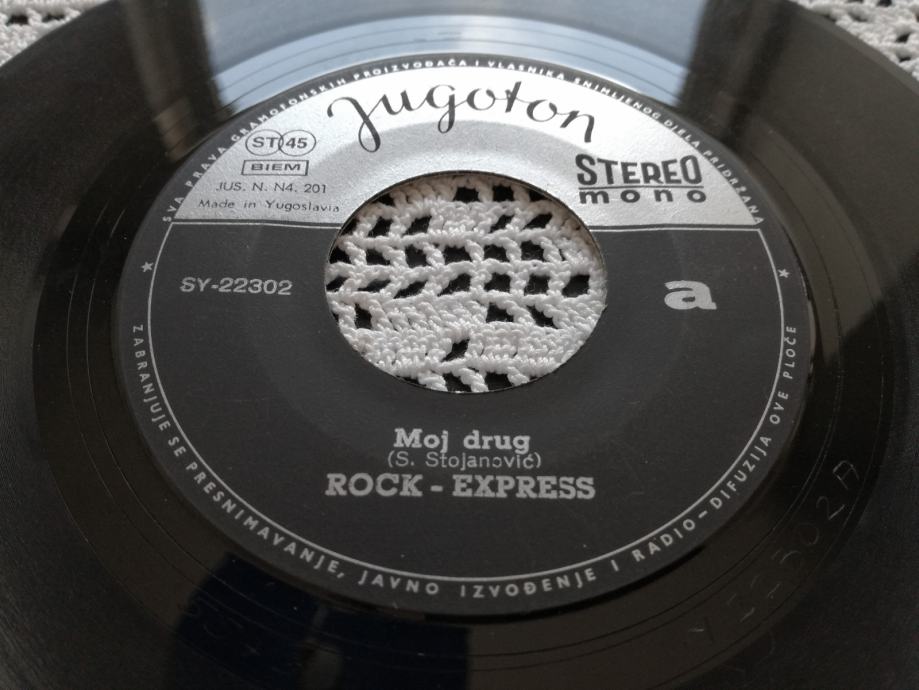 SVA PRAVA GRAMOFONSKIH PROIZVOĐAČA I VLASNIKA SNIMLJENOG DJELA PRIDRŽANA
Jugoton
ST 45
BIEM
JUS. N. N4. 201
Made in Yugoslavia
STEREO
mono
SY-22302
a
Moj drug
(S. Stojanović)
ROCK - EXPRESS
ZABRANJUJE SE PRESNIMAVANJE, JAVNO IZVOĐENJE I RADIO-DIFUZIJA OVE PLOČE